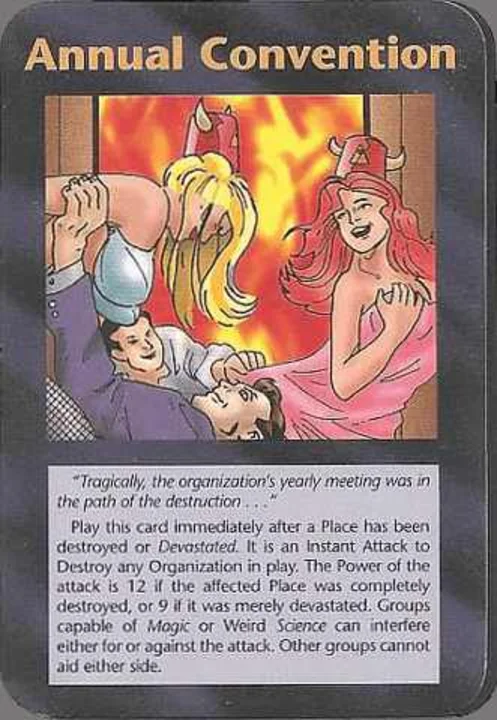 Annual Convention
"Tragically, the organization's yearly meeting was in
the path of the destruction . . ."
Play this card immediately after a Place has been
destroyed or Devastated. It is an Instant Attack to
Destroy any Organization in play. The Power of the
attack is 12 if the affected Place was completely
destroyed, or 9 if it was merely devastated. Groups
capable of Magic or Weird Science can interfere
either for or against the attack. Other groups cannot
aid either side.